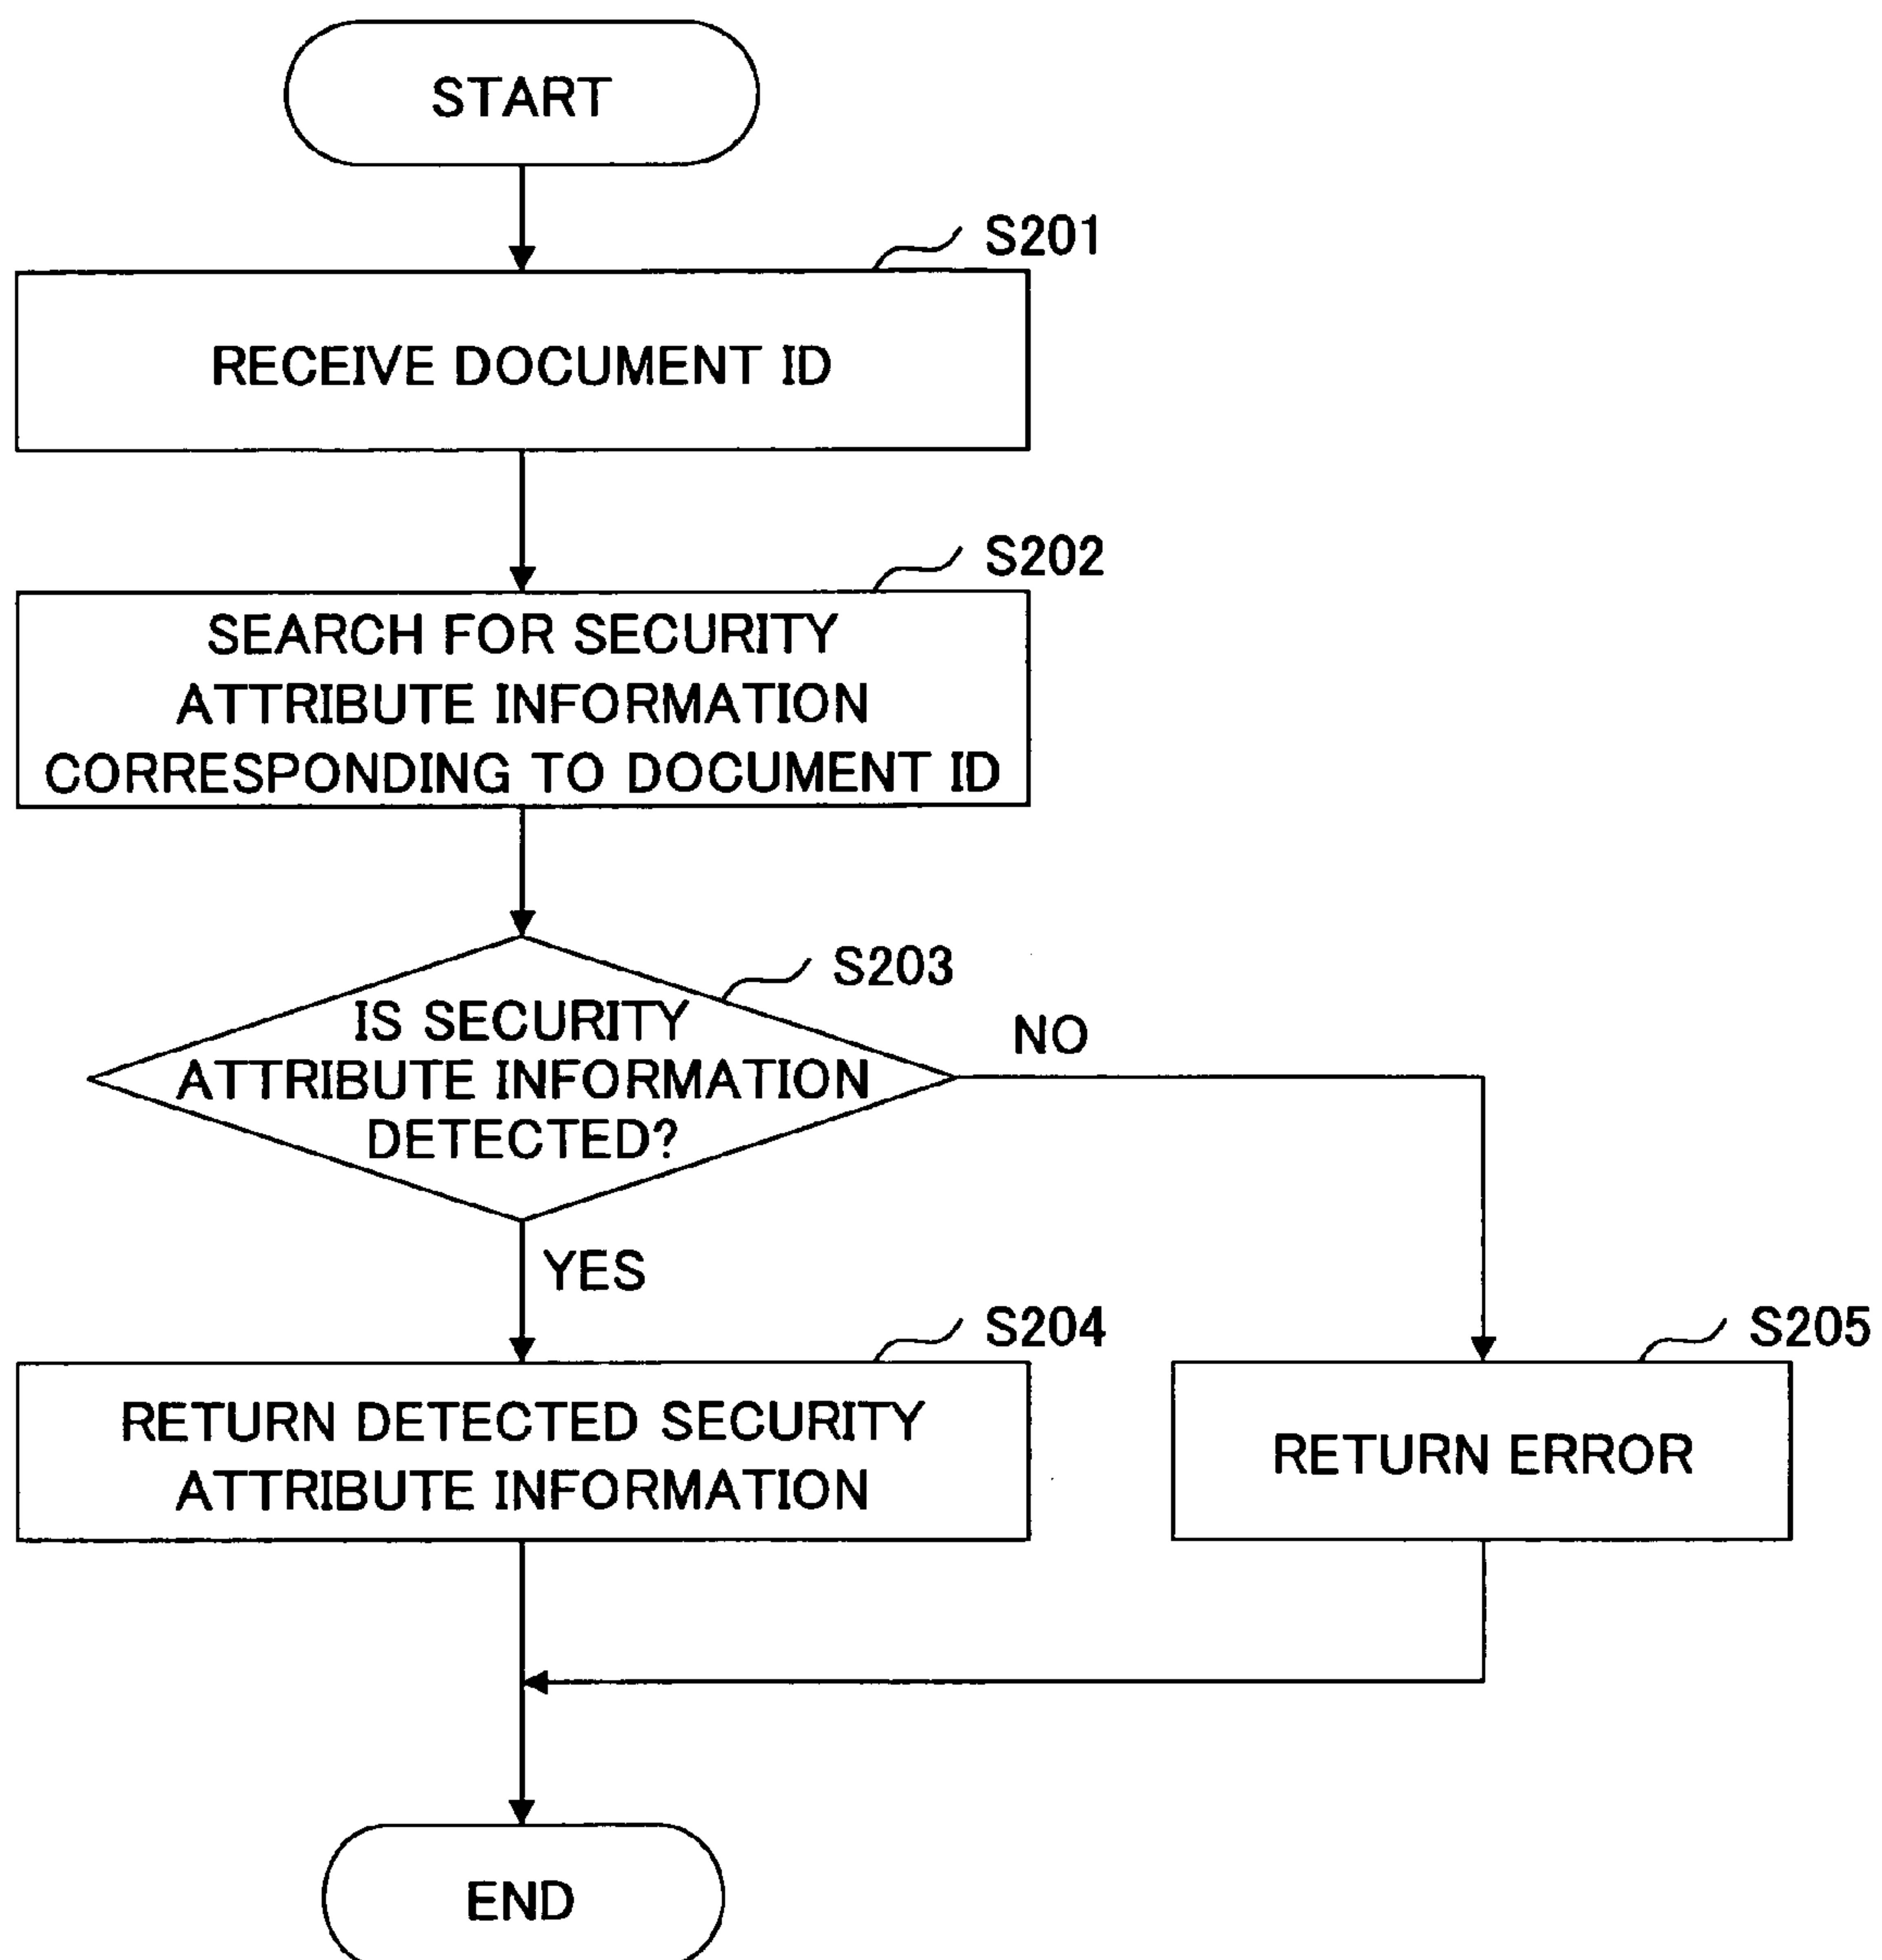 START
S201
RECEIVE DOCUMENT ID
S202
SEARCH FOR SECURITY
ATTRIBUTE INFORMATION
CORRESPONDING TO DOCUMENT ID
S203
IS SECURITY
ATTRIBUTE INFORMATION
DETECTED?
NO
YES
S204
RETURN DETECTED SECURITY
ATTRIBUTE INFORMATION
S205
RETURN ERROR
END